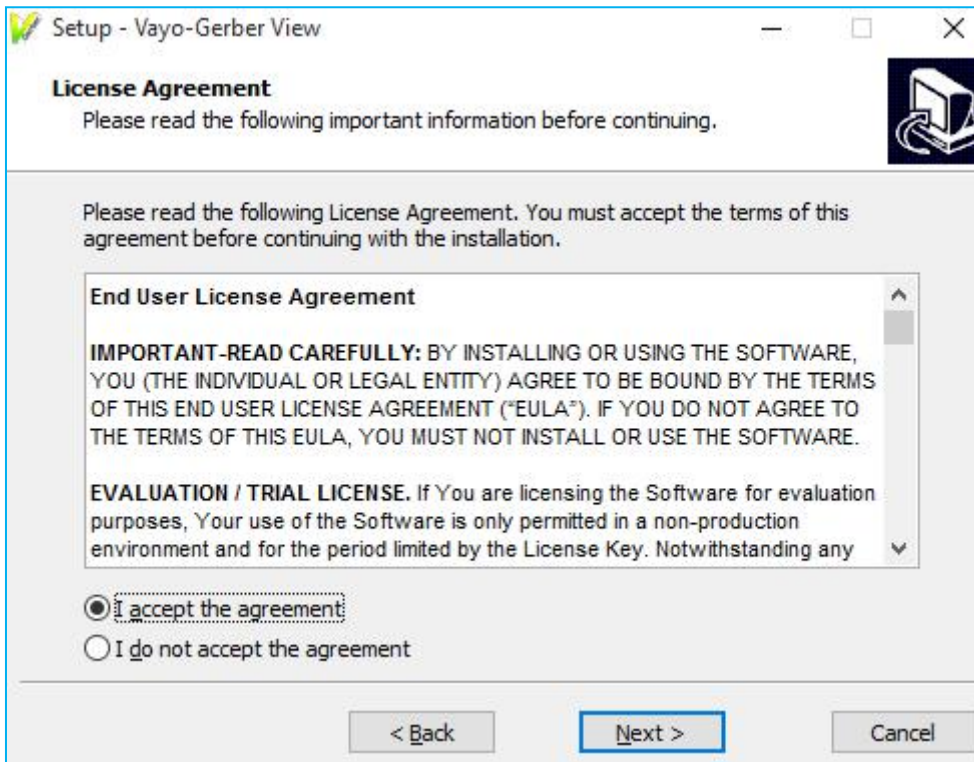 Setup - Vayo-Gerber View
License Agreement
Please read the following important information before continuing.
Please read the following License Agreement. You must accept the terms of this
agreement before continuing with the installation.
End User License Agreement
IMPORTANT-READ CAREFULLY: BY INSTALLING OR USING THE SOFTWARE,
YOU (THE INDIVIDUAL OR LEGAL ENTITY) AGREE TO BE BOUND BY THE TERMS
OF THIS END USER LICENSE AGREEMENT (“EULA”). IF YOU DO NOT AGREE TO
THE TERMS OF THIS EULA, YOU MUST NOT INSTALL OR USE THE SOFTWARE.
EVALUATION / TRIAL LICENSE. If You are licensing the Software for evaluation
purposes, Your use of the Software is only permitted in a non-production
environment and for the period limited by the License Key. Notwithstanding any
I accept the agreement
I do not accept the agreement
< Back Next > Cancel